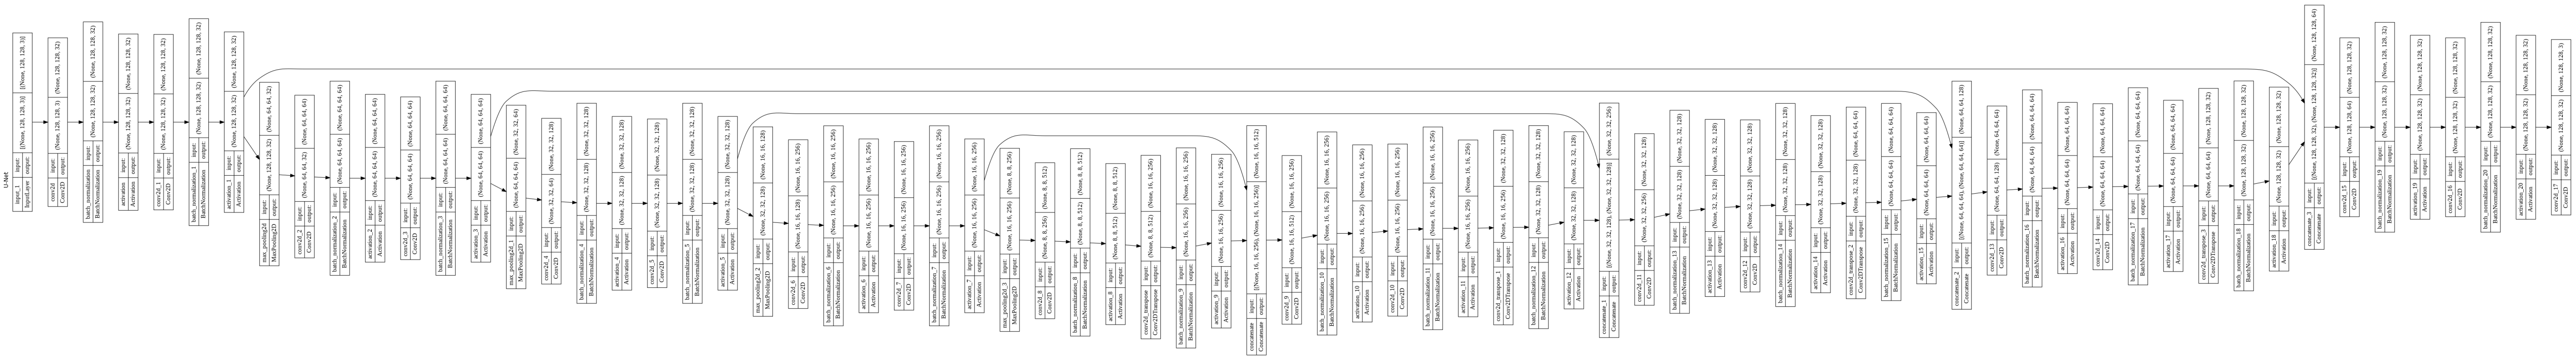 U-Net
input_1 input: [(None, 128, 128, 3)] [(None, 128, 128, 3)]
InputLayer output:
conv2d input: (None, 128, 128, 3) (None, 128, 128, 32)
Conv2D output:
batch_normalization input: (None, 128, 128, 32) (None, 128, 128, 32)
BatchNormalization output:
activation input: (None, 128, 128, 32) (None, 128, 128, 32)
Activation output:
conv2d_1 input: (None, 128, 128, 32) (None, 128, 128, 32)
Conv2D output:
batch_normalization_1 input: (None, 128, 128, 32) (None, 128, 128, 32)
BatchNormalization output:
activation_1 input: (None, 128, 128, 32) (None, 128, 128, 32)
Activation output:
max_pooling2d input: (None, 128, 128, 32) (None, 64, 64, 32)
MaxPooling2D output:
conv2d_2 input: (None, 64, 64, 32) (None, 64, 64, 64)
Conv2D output:
batch_normalization_2 input: (None, 64, 64, 64) (None, 64, 64, 64)
BatchNormalization output:
activation_2 input: (None, 64, 64, 64) (None, 64, 64, 64)
Activation output:
conv2d_3 input: (None, 64, 64, 64) (None, 64, 64, 64)
Conv2D output:
batch_normalization_3 input: (None, 64, 64, 64) (None, 64, 64, 64)
BatchNormalization output:
activation_3 input: (None, 64, 64, 64) (None, 64, 64, 64)
Activation output:
max_pooling2d_1 input: (None, 64, 64, 64) (None, 32, 32, 64)
MaxPooling2D output:
conv2d_4 input: (None, 32, 32, 64) (None, 32, 32, 128)
Conv2D output:
batch_normalization_4 input: (None, 32, 32, 128) (None, 32, 32, 128)
BatchNormalization output:
activation_4 input: (None, 32, 32, 128) (None, 32, 32, 128)
Activation output:
conv2d_5 input: (None, 32, 32, 128) (None, 32, 32, 128)
Conv2D output:
batch_normalization_5 input: (None, 32, 32, 128) (None, 32, 32, 128)
BatchNormalization output:
activation_5 input: (None, 32, 32, 128) (None, 32, 32, 128)
Activation output:
max_pooling2d_2 input: (None, 32, 32, 128) (None, 16, 16, 128)
MaxPooling2D output:
conv2d_6 input: (None, 16, 16, 128) (None, 16, 16, 256)
Conv2D output:
batch_normalization_6 input: (None, 16, 16, 256) (None, 16, 16, 256)
BatchNormalization output:
activation_6 input: (None, 16, 16, 256) (None, 16, 16, 256)
Activation output:
conv2d_7 input: (None, 16, 16, 256) (None, 16, 16, 256)
Conv2D output:
batch_normalization_7 input: (None, 16, 16, 256) (None, 16, 16, 256)
BatchNormalization output:
activation_7 input: (None, 16, 16, 256) (None, 16, 16, 256)
Activation output:
max_pooling2d_3 input: (None, 16, 16, 256) (None, 8, 8, 256)
MaxPooling2D output:
conv2d_8 input: (None, 8, 8, 256) (None, 8, 8, 512)
Conv2D output:
batch_normalization_8 input: (None, 8, 8, 512) (None, 8, 8, 512)
BatchNormalization output:
activation_8 input: (None, 8, 8, 512) (None, 8, 8, 512)
Activation output:
conv2d_transpose input: (None, 8, 8, 512) (None, 16, 16, 256)
Conv2DTranspose output:
batch_normalization_9 input: (None, 16, 16, 256) (None, 16, 16, 256)
BatchNormalization output:
activation_9 input: (None, 16, 16, 256) (None, 16, 16, 256)
Activation output:
concatenate input: [(None, 16, 16, 256), (None, 16, 16, 256)] (None, 16, 16, 512)
Concatenate output:
conv2d_9 input: (None, 16, 16, 512) (None, 16, 16, 256)
Conv2D output:
batch_normalization_10 input: (None, 16, 16, 256) (None, 16, 16, 256)
BatchNormalization output:
activation_10 input: (None, 16, 16, 256) (None, 16, 16, 256)
Activation output:
conv2d_10 input: (None, 16, 16, 256) (None, 16, 16, 256)
Conv2D output:
batch_normalization_11 input: (None, 16, 16, 256) (None, 16, 16, 256)
BatchNormalization output:
activation_11 input: (None, 16, 16, 256) (None, 16, 16, 256)
Activation output:
conv2d_transpose_1 input: (None, 16, 16, 256) (None, 32, 32, 128)
Conv2DTranspose output:
batch_normalization_12 input: (None, 32, 32, 128) (None, 32, 32, 128)
BatchNormalization output:
activation_12 input: (None, 32, 32, 128) (None, 32, 32, 128)
Activation output:
concatenate_1 input: [(None, 32, 32, 128), (None, 32, 32, 128)] (None, 32, 32, 256)
Concatenate output:
conv2d_11 input: (None, 32, 32, 256) (None, 32, 32, 128)
Conv2D output:
batch_normalization_13 input: (None, 32, 32, 128) (None, 32, 32, 128)
BatchNormalization output:
activation_13 input: (None, 32, 32, 128) (None, 32, 32, 128)
Activation output:
conv2d_12 input: (None, 32, 32, 128) (None, 32, 32, 128)
Conv2D output:
batch_normalization_14 input: (None, 32, 32, 128) (None, 32, 32, 128)
BatchNormalization output:
activation_14 input: (None, 32, 32, 128) (None, 32, 32, 128)
Activation output:
conv2d_transpose_2 input: (None, 32, 32, 128) (None, 64, 64, 64)
Conv2DTranspose output:
batch_normalization_15 input: (None, 64, 64, 64) (None, 64, 64, 64)
BatchNormalization output:
activation_15 input: (None, 64, 64, 64) (None, 64, 64, 64)
Activation output:
concatenate_2 input: [(None, 64, 64, 64), (None, 64, 64, 64)] (None, 64, 64, 128)
Concatenate output:
conv2d_13 input: (None, 64, 64, 128) (None, 64, 64, 64)
Conv2D output:
batch_normalization_16 input: (None, 64, 64, 64) (None, 64, 64, 64)
BatchNormalization output:
activation_16 input: (None, 64, 64, 64) (None, 64, 64, 64)
Activation output:
conv2d_14 input: (None, 64, 64, 64) (None, 64, 64, 64)
Conv2D output:
batch_normalization_17 input: (None, 64, 64, 64) (None, 64, 64, 64)
BatchNormalization output:
activation_17 input: (None, 64, 64, 64) (None, 64, 64, 64)
Activation output:
conv2d_transpose_3 input: (None, 64, 64, 64) (None, 128, 128, 32)
Conv2DTranspose output:
batch_normalization_18 input: (None, 128, 128, 32) (None, 128, 128, 32)
BatchNormalization output:
activation_18 input: (None, 128, 128, 32) (None, 128, 128, 32)
Activation output:
concatenate_3 input: [(None, 128, 128, 32), (None, 128, 128, 32)] (None, 128, 128, 64)
Concatenate output:
conv2d_15 input: (None, 128, 128, 64) (None, 128, 128, 32)
Conv2D output:
batch_normalization_19 input: (None, 128, 128, 32) (None, 128, 128, 32)
BatchNormalization output:
activation_19 input: (None, 128, 128, 32) (None, 128, 128, 32)
Activation output:
conv2d_16 input: (None, 128, 128, 32) (None, 128, 128, 32)
Conv2D output:
batch_normalization_20 input: (None, 128, 128, 32) (None, 128, 128, 32)
BatchNormalization output:
activation_20 input: (None, 128, 128, 32) (None, 128, 128, 32)
Activation output:
conv2d_17 input: (None, 128, 128, 32) (None, 128, 128, 3)
Conv2D output: